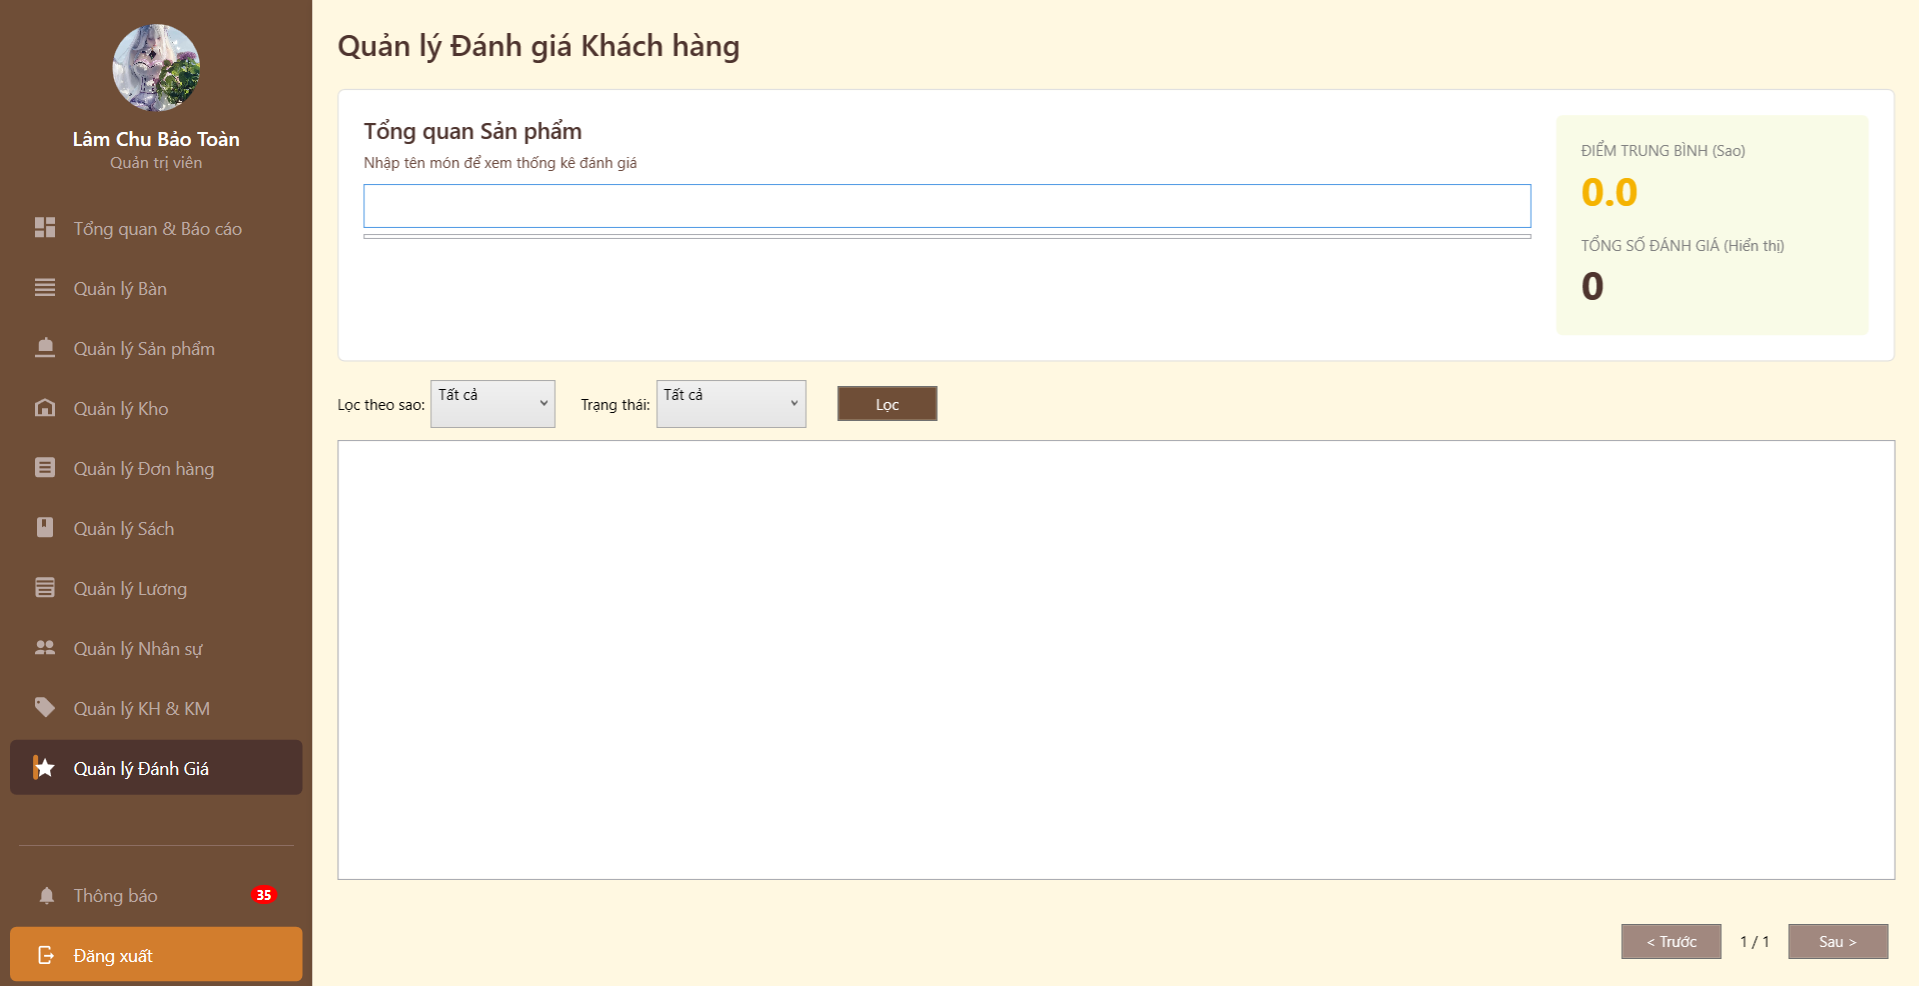 Lâm Chu Bảo Toàn
Quản trị viên
Tổng quan & Báo cáo
Quản lý Bàn
Quản lý Sản phẩm
Quản lý Kho
Quản lý Đơn hàng
Quản lý Sách
Quản lý Lương
Quản lý Nhân sự
Quản lý KH & KM
Quản lý Đánh Giá
Thông báo 35
Đăng xuất
Quản lý Đánh giá Khách hàng
Tổng quan Sản phẩm
Nhập tên món để xem thống kê đánh giá
ĐIỂM TRUNG BÌNH (Sao)
0.0
TỔNG SỐ ĐÁNH GIÁ (Hiển thị)
0
Lọc theo sao: Tất cả Trạng thái: Tất cả Lọc
< Trước 1 / 1 Sau >